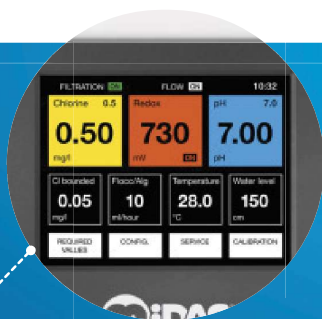 FILTRATION ON FLOW ON 10:32
Chlorine 0.5 Redox pH 7.0
0.50 730 7.00
mg/l mV ON pH
Cl bounded Flocc/Alg Temperature Water level
0.05 10 28.0 150
mg/l ml/hour °C cm
REQUIRED VALUES CONFIG. SERVICE CALIBRATION
MiDAS